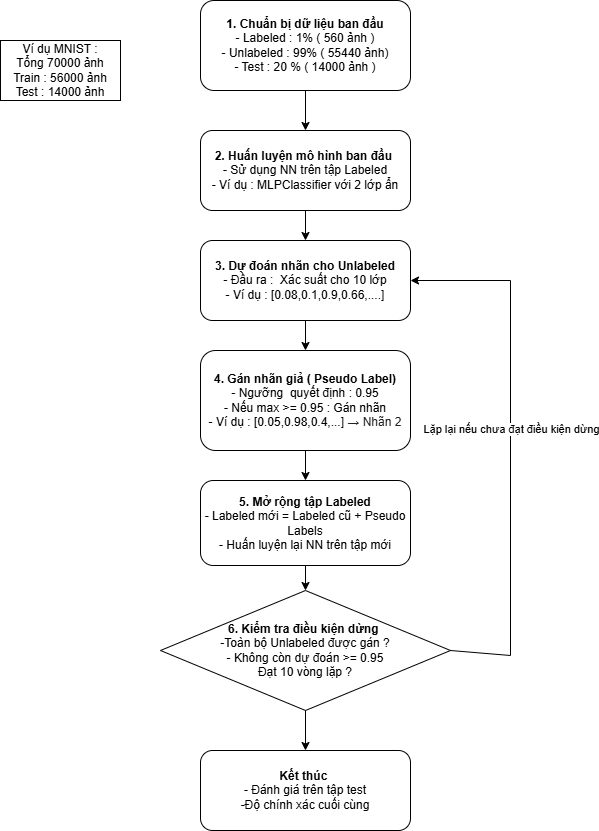 Ví dụ MNIST :
Tổng 70000 ảnh
Train : 56000 ảnh
Test : 14000 ảnh
1. Chuẩn bị dữ liệu ban đầu
- Labeled : 1% ( 560 ảnh )
- Unlabeled : 99% ( 55440 ảnh)
- Test : 20 % ( 14000 ảnh )
2. Huấn luyện mô hình ban đầu
- Sử dụng NN trên tập Labeled
- Ví dụ : MLPClassifier với 2 lớp ẩn
3. Dự đoán nhãn cho Unlabeled
- Đầu ra : Xác suất cho 10 lớp
- Ví dụ : [0.08,0.1,0.9,0.66,....]
4. Gán nhãn giả ( Pseudo Label)
- Ngưỡng quyết định : 0.95
- Nếu max >= 0.95 : Gán nhãn
- Ví dụ : [0.05,0.98,0.4,...] → Nhãn 2
Lặp lại nếu chưa đạt điều kiện dừng
5. Mở rộng tập Labeled
- Labeled mới = Labeled cũ + Pseudo
Labels
- Huấn luyện lại NN trên tập mới
6. Kiểm tra điều kiện dừng
-Toàn bộ Unlabeled được gán ?
- Không còn dự đoán >= 0.95
Đạt 10 vòng lặp ?
Kết thúc
- Đánh giá trên tập test
-Độ chính xác cuối cùng